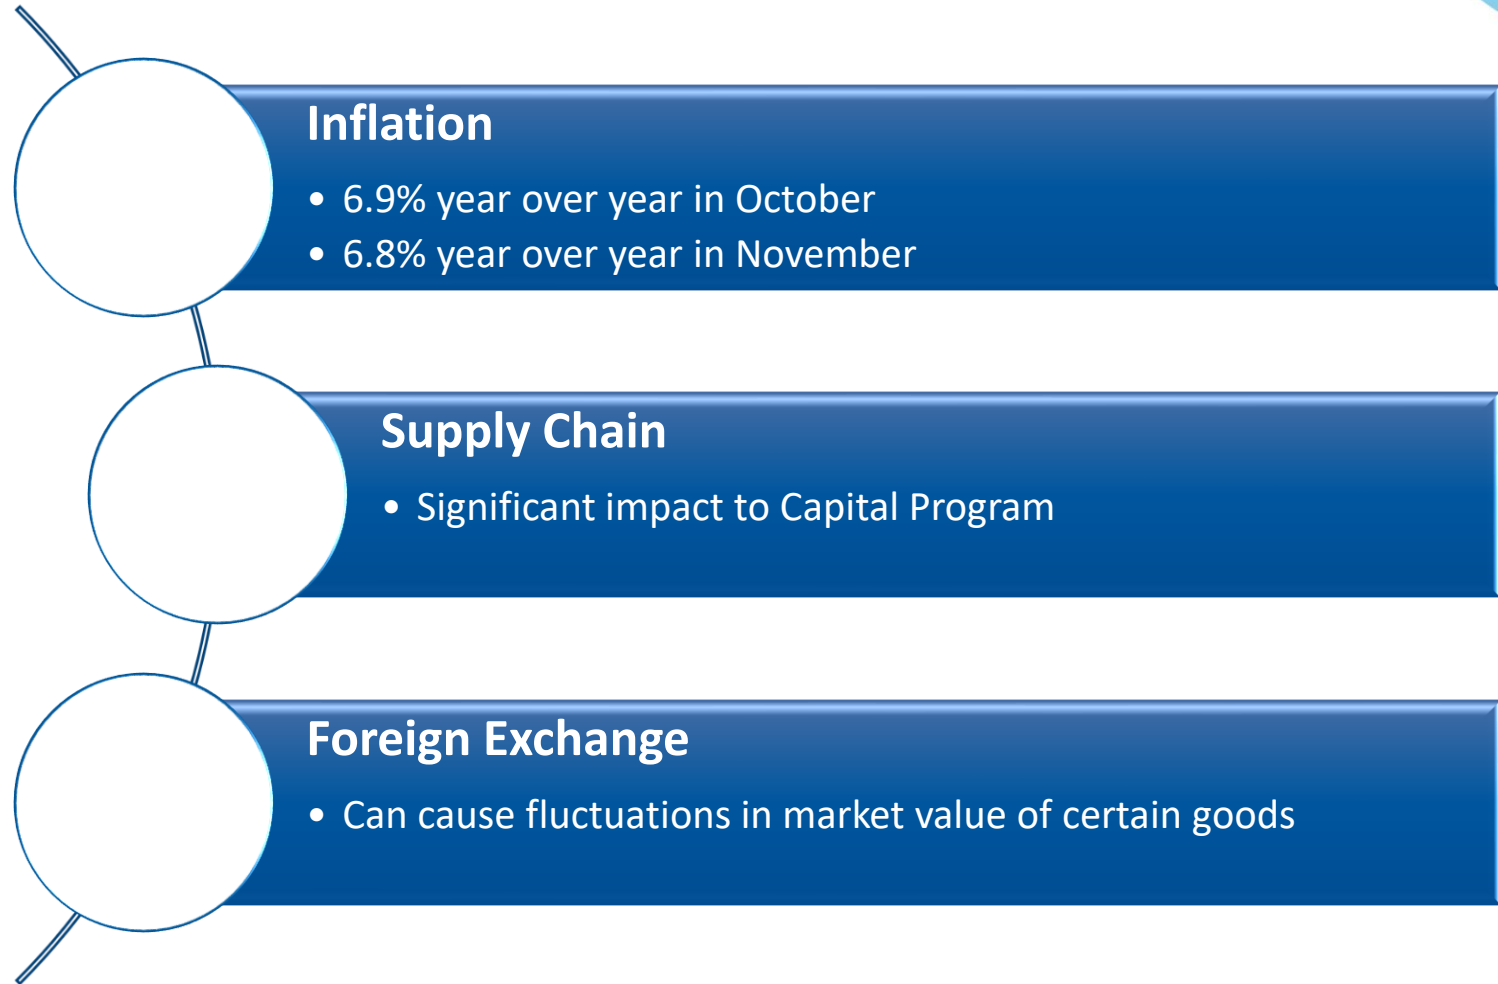 Inflation
• 6.9% year over year in October
• 6.8% year over year in November
Supply Chain
• Significant impact to Capital Program
Foreign Exchange
• Can cause fluctuations in market value of certain goods